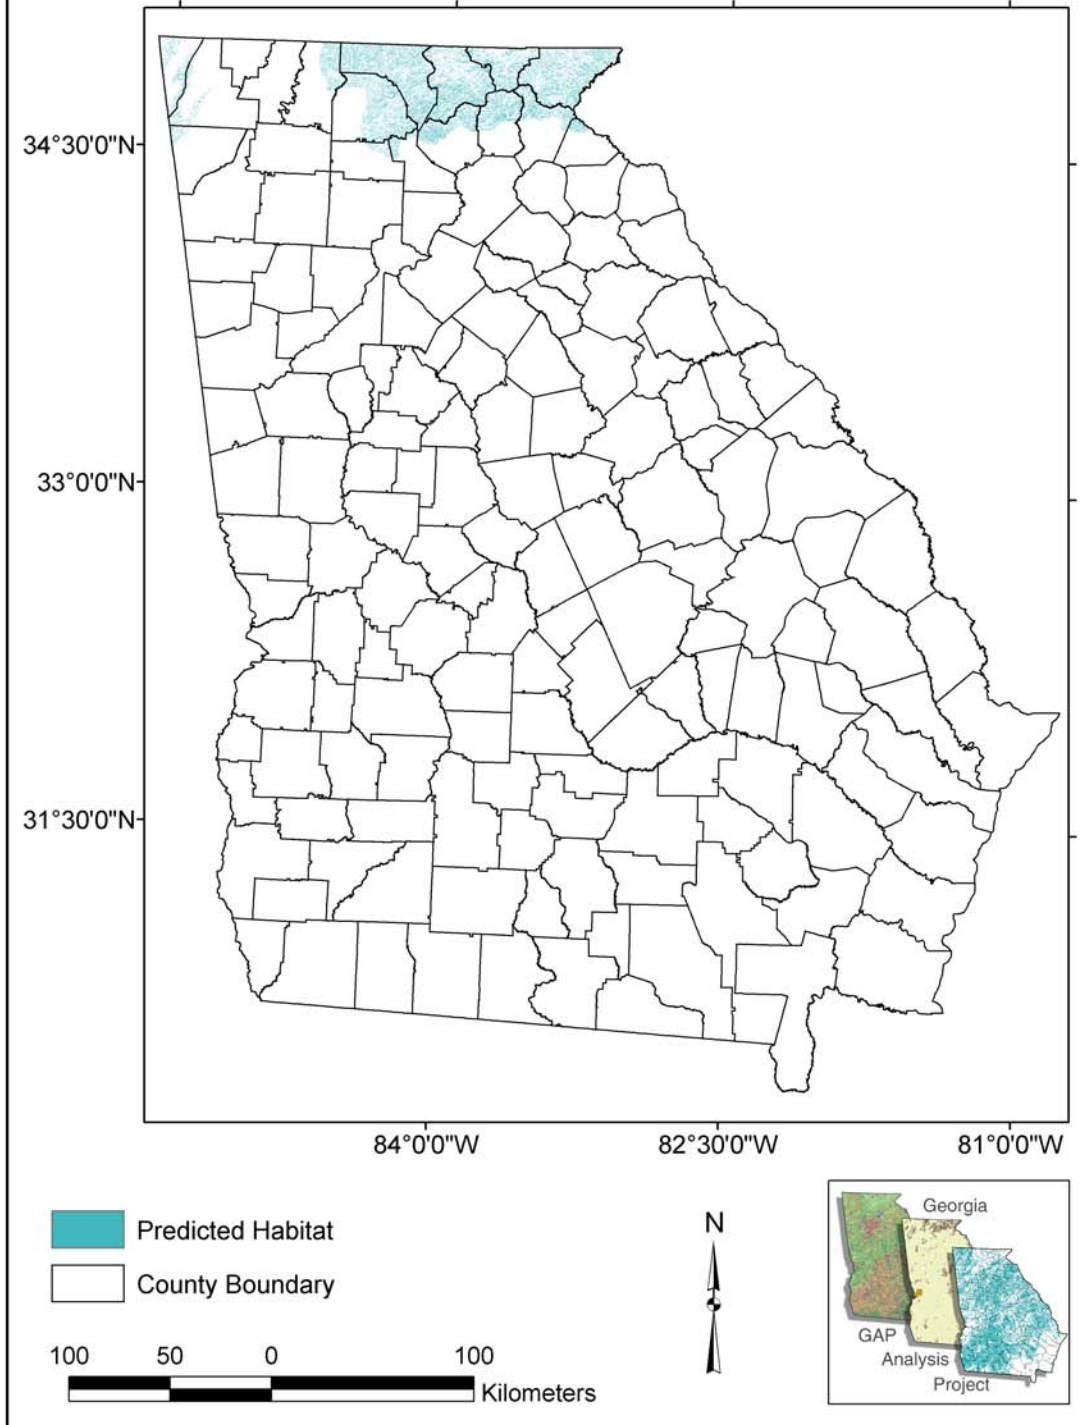 34°30'0"N
33°0'0"N
31°30'0"N
84°0'0"W 82°30'0"W 81°0'0"W
Predicted Habitat
County Boundary
100 50 0 100
Kilometers
N
Georgia
GAP
Analysis
Project